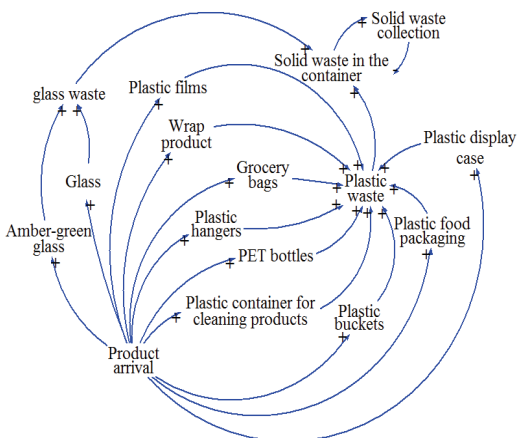 Solid waste
collection
Solid waste in the
container
glass waste
Plastic films
Wrap
product
Plastic display
case
Grocery
bags
Glass
Plastic
waste
Plastic
hangers
Plastic food
packaging
Amber-green
glass
PET bottles
Plastic container for
cleaning products
Plastic
buckets
Product
arrival